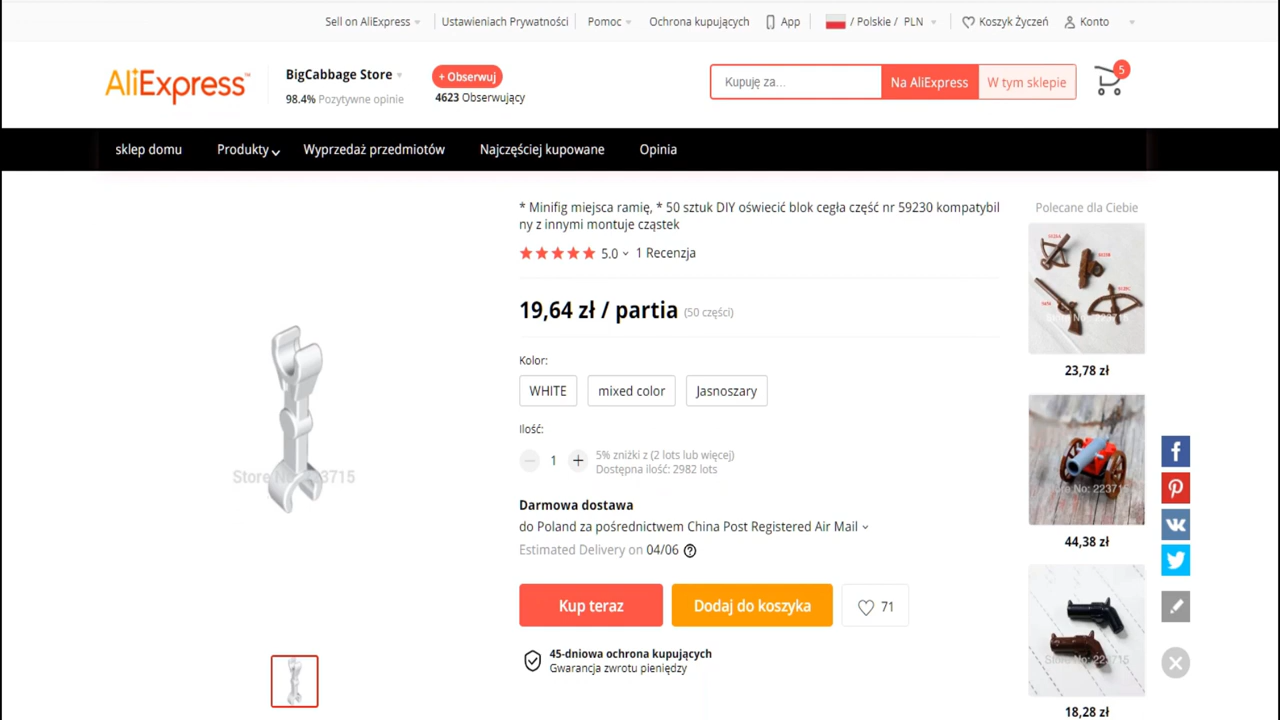 Sell on AliExpress
Ustawieniach Prywatności
Pomoc
Ochrona kupujących
App
/ Polskie / PLN
Koszyk Życzeń
Konto
AliExpress™
BigCabbage Store
98.4% Pozytywne opinie
+ Obserwuj
4623 Obserwujący
Kupuję za...
Na AliExpress
W tym sklepie
5
sklep domu
Produkty
Wyprzedaż przedmiotów
Najczęściej kupowane
Opinia
* Minifig miejsca ramię, * 50 sztuk DIY oświecić blok cegła część nr 59230 kompatybil
ny z innymi montuje cząstek
5.0
1 Recenzja
19,64 zł / partia (50 części)
Kolor:
WHITE
mixed color
Jasnoszary
Ilość:
1
5% zniżki z (2 lots lub więcej)
Dostępna ilość: 2982 lots
Darmowa dostawa
do Poland za pośrednictwem China Post Registered Air Mail
Estimated Delivery on 04/06
Kup teraz
Dodaj do koszyka
71
45-dniowa ochrona kupujących
Gwarancja zwrotu pieniędzy
Polecane dla Ciebie
23,78 zł
44,38 zł
18,28 zł